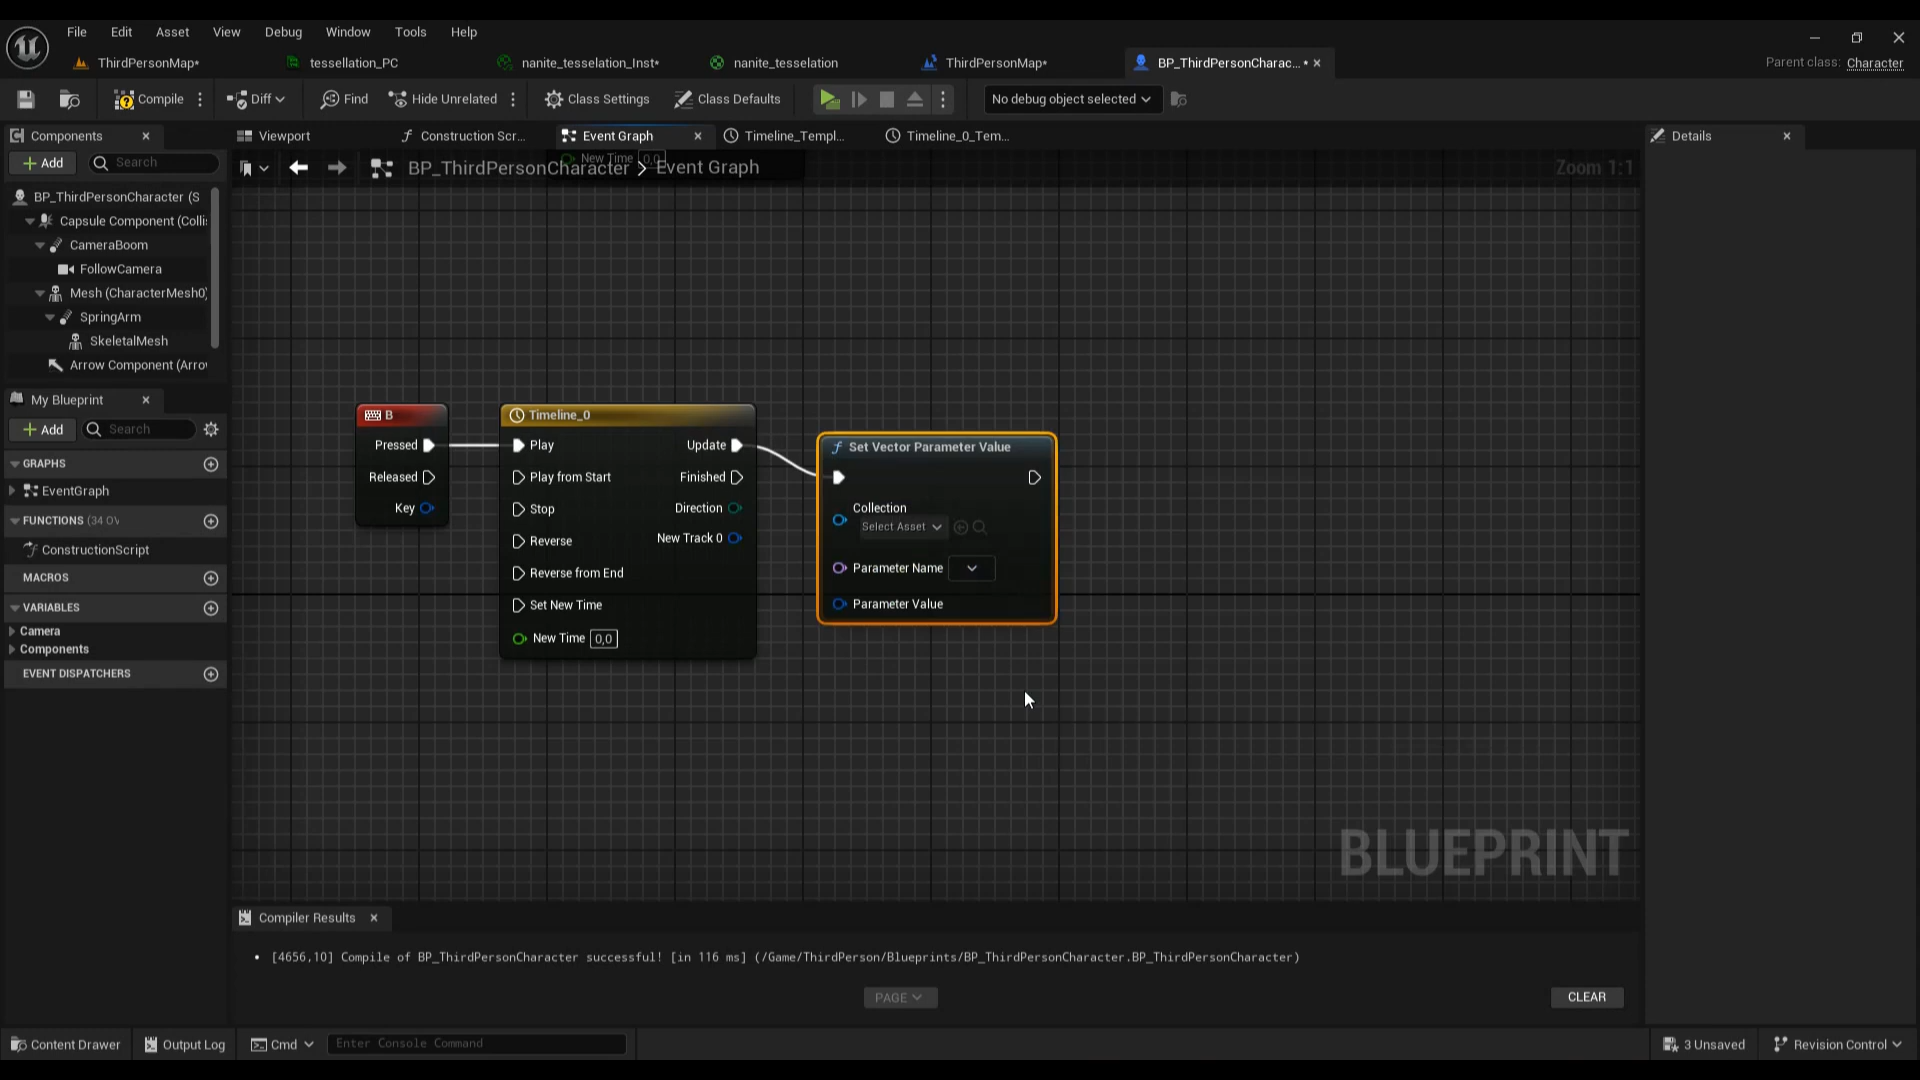 File Edit Asset View Debug Window Tools Help
ThirdPersonMap* tessellation_PC nanite_tesselation_Inst* nanite_tesselation ThirdPersonMap* BP_ThirdPersonCharac... * Parent class: Character
Compile Diff Find Hide Unrelated Class Settings Class Defaults No debug object selected
Components Viewport Construction Scr... Event Graph Timeline_Templ... Timeline_0_Tem... Details
Add Search
New Time 0,0
BP_ThirdPersonCharacter > Event Graph Zoom 1:1
BP_ThirdPersonCharacter (S
Capsule Component (Colli
CameraBoom
FollowCamera
Mesh (CharacterMesh0)
SpringArm
SkeletalMesh
Arrow Component (Arro
My Blueprint
Add Search
GRAPHS
EventGraph
FUNCTIONS (34 OV
ConstructionScript
MACROS
VARIABLES
Camera
Components
EVENT DISPATCHERS
B
Pressed
Released
Key
Timeline_0
Play Update
Play from Start Finished
Stop Direction
Reverse New Track 0
Reverse from End
Set New Time
New Time 0,0
Set Vector Parameter Value
Collection
Select Asset
Parameter Name
Parameter Value
BLUEPRINT
Compiler Results
• [4656,10] Compile of BP_ThirdPersonCharacter successful! [in 116 ms] (/Game/ThirdPerson/Blueprints/BP_ThirdPersonCharacter.BP_ThirdPersonCharacter)
PAGE CLEAR
Content Drawer Output Log Cmd Enter Console Command 3 Unsaved Revision Control